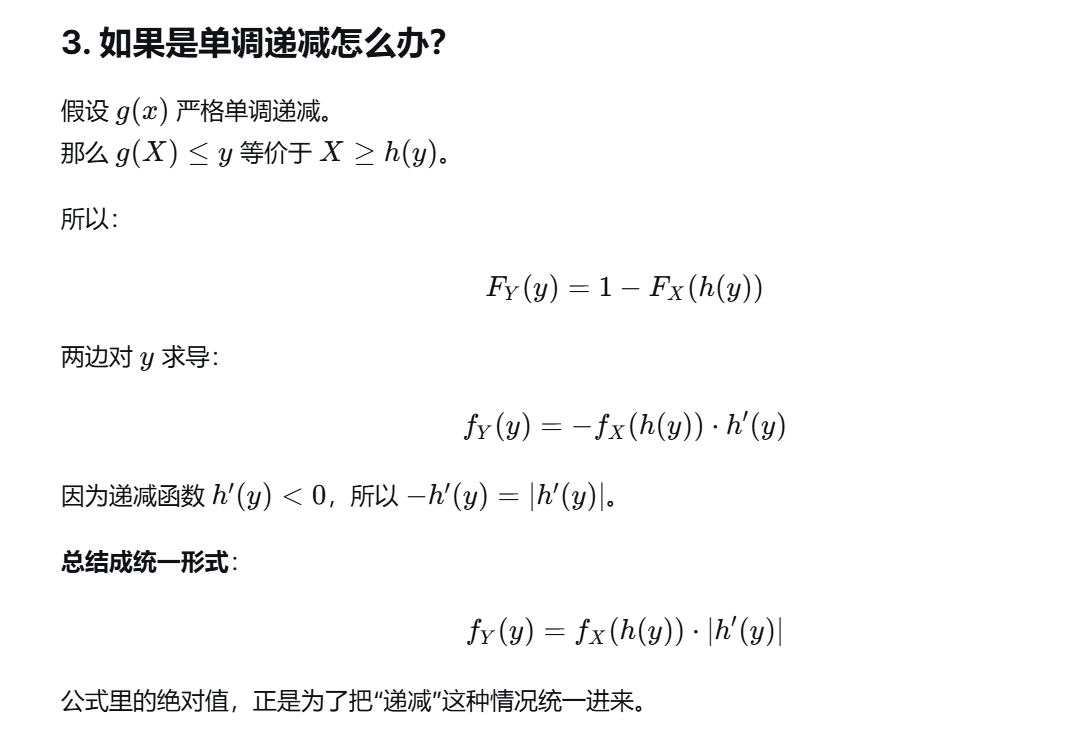 3. 如果是单调递减怎么办？
假设 g(x) 严格单调递减。
那么 g(X) ≤ y 等价于 X ≥ h(y)。
所以：
F_Y(y) = 1 − F_X(h(y))
两边对 y 求导：
f_Y(y) = −f_X(h(y)) · h′(y)
因为递减函数 h′(y) < 0，所以 −h′(y) = |h′(y)|。
总结成统一形式：
f_Y(y) = f_X(h(y)) · |h′(y)|
公式里的绝对值，正是为了把“递减”这种情况统一进来。